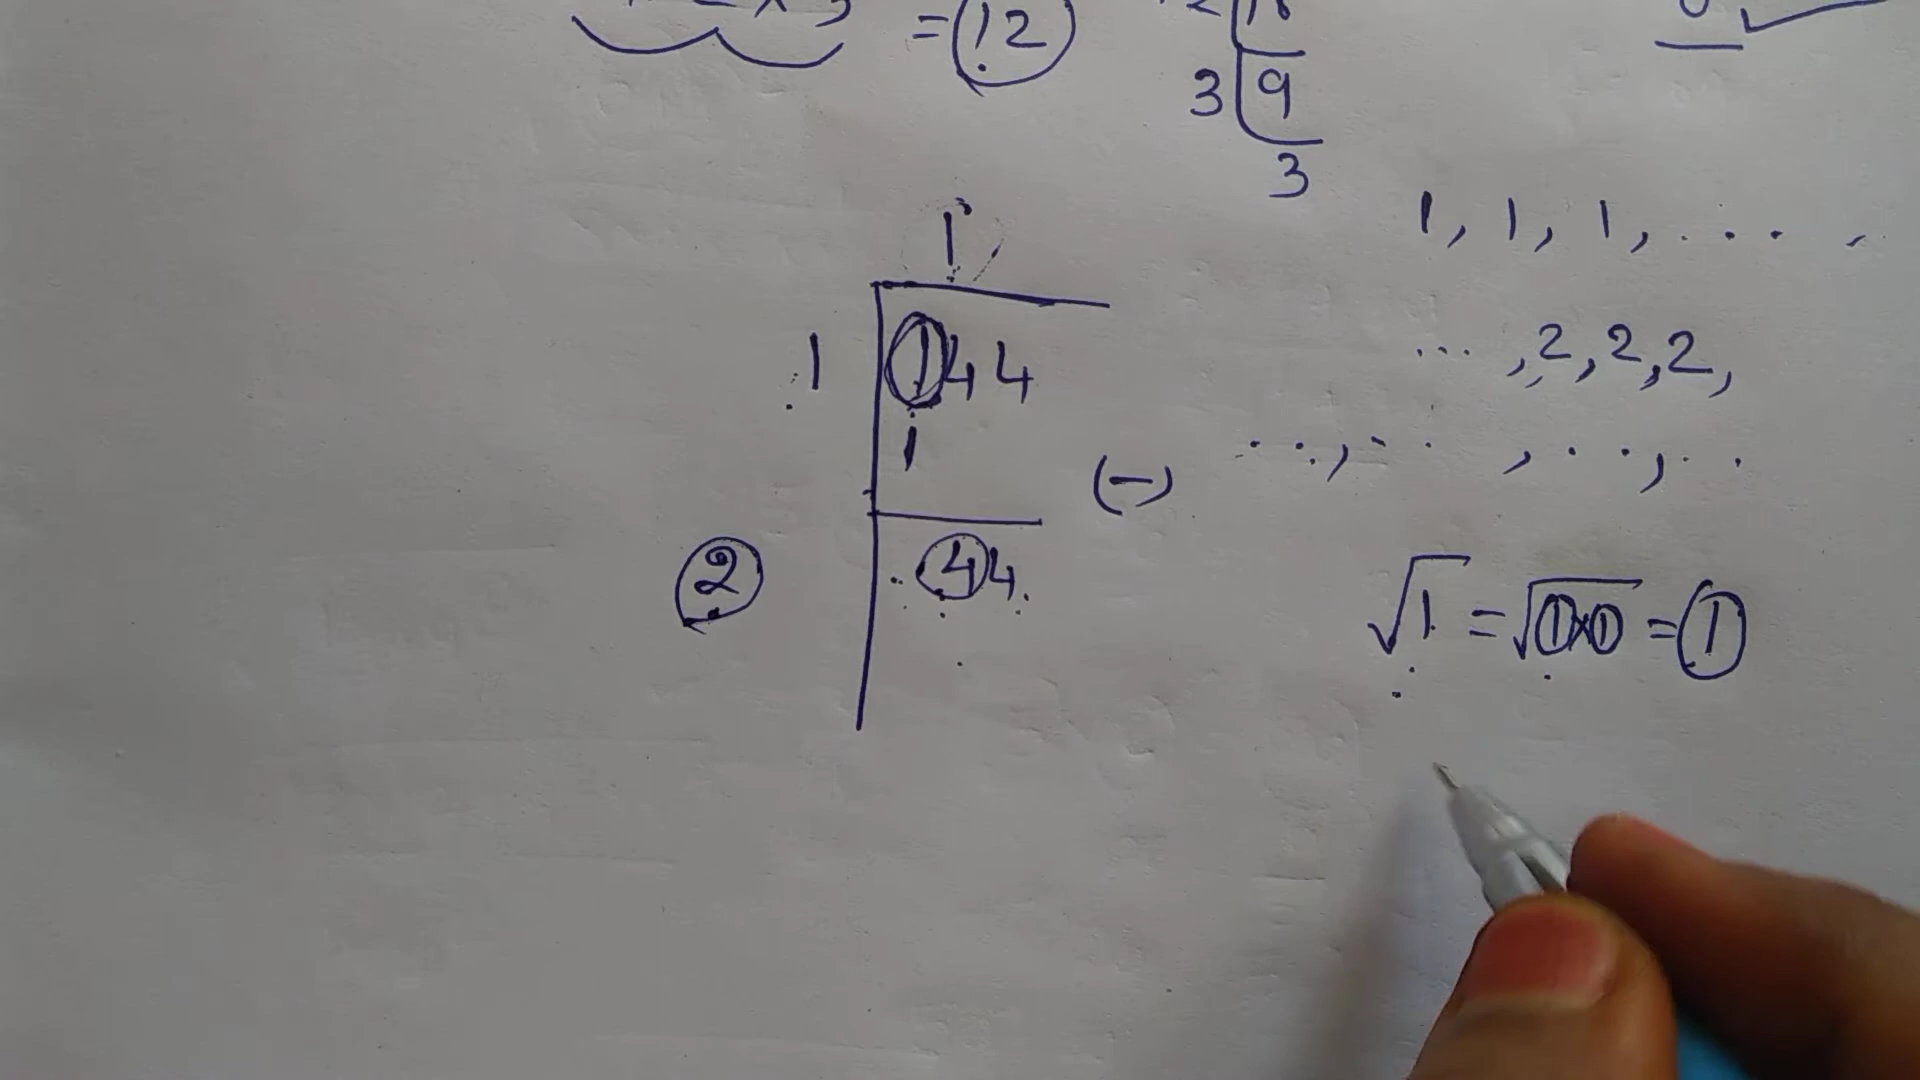 = 12
3 9
3
1, 1, 1, . . .
1
... , 2, 2, 2,
1 144
1
(-)
.. , .. , .. , ..
2 44
√1 = √1×1 = 1